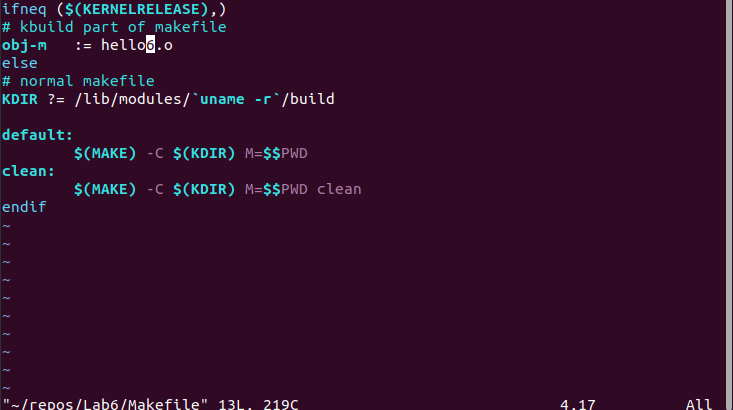 ifneq ($(KERNELRELEASE),)
# kbuild part of makefile
obj-m   := hello6.o
else
# normal makefile
KDIR ?= /lib/modules/`uname -r`/build

default:
        $(MAKE) -C $(KDIR) M=$$PWD
clean:
        $(MAKE) -C $(KDIR) M=$$PWD clean
endif
~
~
~
~
~
~
~
~
~
~
"~/repos/Lab6/Makefile" 13L, 219C                             4,17          All